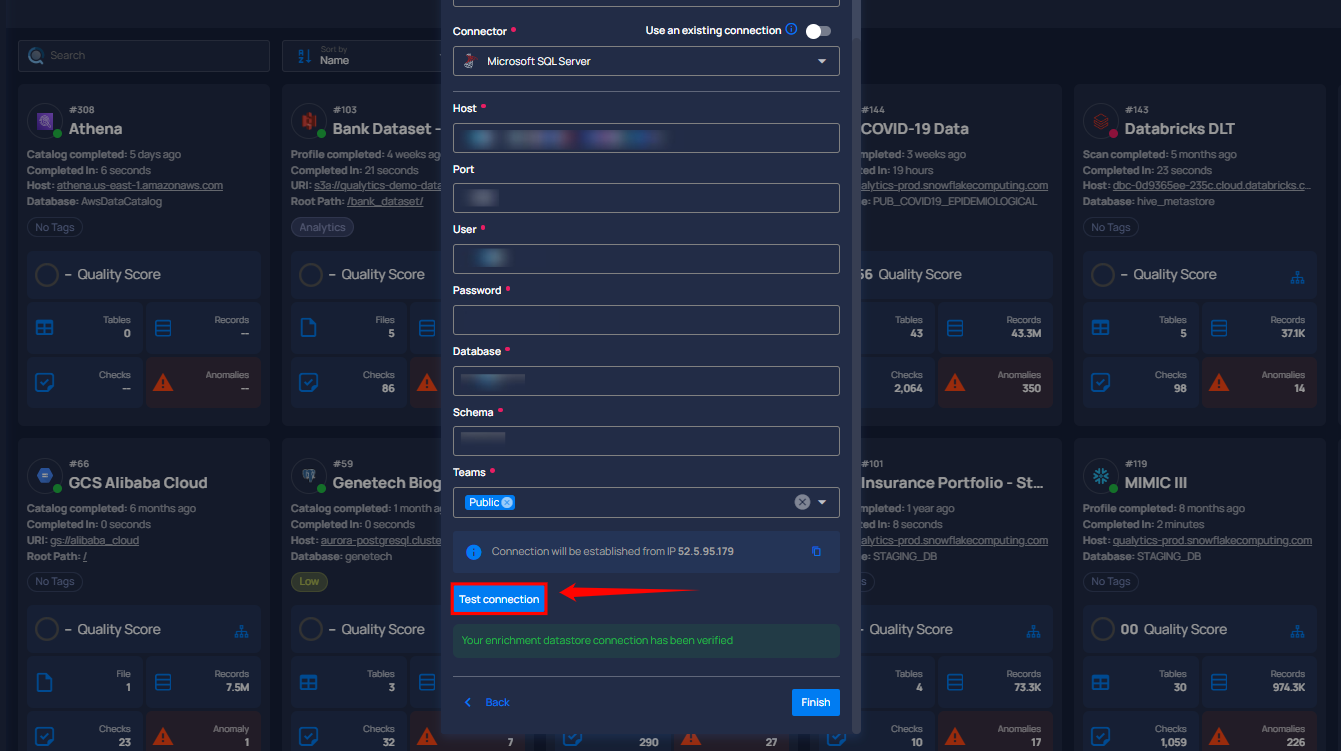 Search
Sort by
Name
#308
Athena
Catalog completed: 5 days ago
Completed In: 6 seconds
Host: athena.us-east-1.amazonaws.com
Database: AwsDataCatalog
No Tags
– Quality Score
Tables
0
Records
--
Checks
--
Anomalies
--
#103
Bank Dataset -
Profile completed: 4 weeks ag
Completed In: 21 seconds
URI: s3a://qualytics-demo-data
Root Path: /bank_dataset/
Analytics
– Quality Score
Files
5
Checks
86
Connector *
Use an existing connection
Microsoft SQL Server
Host *
Port
User *
Password *
Database *
Schema *
Teams *
Public
Connection will be established from IP 52.5.95.179
Test connection
Your enrichment datastore connection has been verified
Back
Finish
#144
COVID-19 Data
mpleted: 3 weeks ago
ed In: 19 hours
alytics-prod.snowflakecomputing.com
e: PUB_COVID19_EPIDEMIOLOGICAL
56 Quality Score
Tables
43
Records
43.3M
Checks
2,064
Anomalies
350
#143
Databricks DLT
Scan completed: 5 months ago
Completed In: 23 seconds
Host: dbc-0d9365ee-235c.cloud.databricks.c...
Database: hive_metastore
No Tags
– Quality Score
Tables
5
Records
37.1K
Checks
98
Anomalies
14
#66
GCS Alibaba Cloud
Catalog completed: 6 months ago
Completed In: 0 seconds
URI: gs://alibaba_cloud
Root Path: /
No Tags
– Quality Score
File
1
Records
7.5M
Checks
23
Anomaly
1
#59
Genetech Biog
Catalog completed: 1 month ag
Completed In: 0 seconds
Host: aurora-postgresql.cluste
Database: genetech
Low
– Quality Score
Tables
3
Checks
32
7
290
27
#101
Insurance Portfolio - St...
mpleted: 1 year ago
ed In: 8 seconds
alytics-prod.snowflakecomputing.com
e: STAGING_DB
s
– Quality Score
Tables
4
Records
73.3K
Checks
10
Anomalies
17
#119
MIMIC III
Profile completed: 8 months ago
Completed In: 2 minutes
Host: qualytics-prod.snowflakecomputing.com
Database: STAGING_DB
No Tags
00 Quality Score
Tables
30
Records
974.3K
Checks
1,059
Anomalies
226